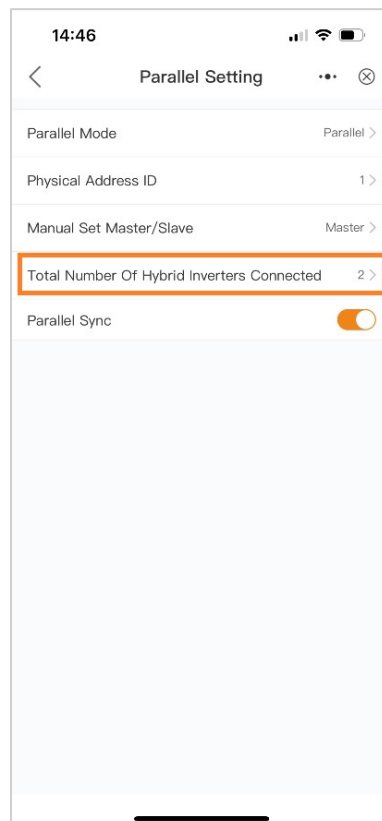 14:46
Parallel Setting
Parallel Mode Parallel
Physical Address ID 1
Manual Set Master/Slave Master
Total Number Of Hybrid Inverters Connected 2
Parallel Sync